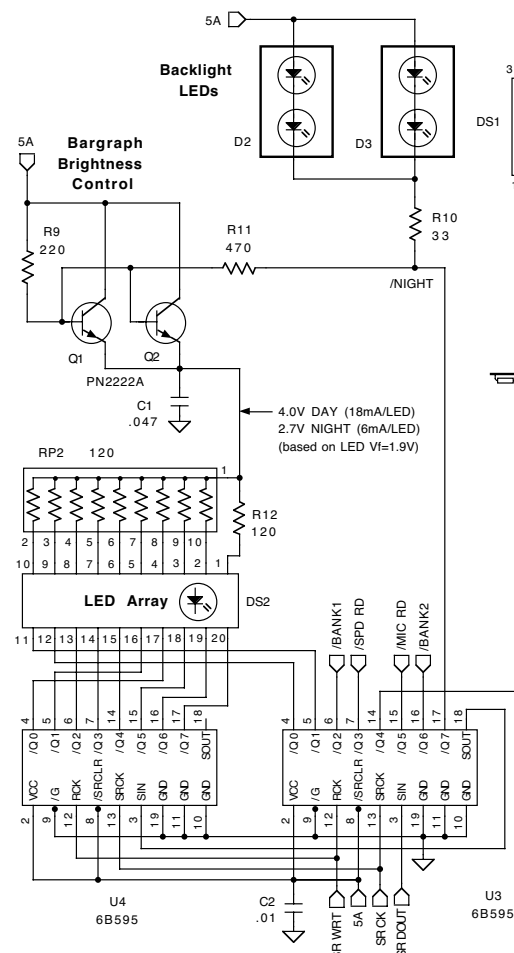 5A
Backlight
LEDs
3
DS1
D2
D3
5A
Bargraph
Brightness
Control
R9
220
R11
470
R10
33
/NIGHT
Q1
Q2
PN2222A
C1
.047
4.0V DAY (18mA/LED)
2.7V NIGHT (6mA/LED)
(based on LED Vf=1.9V)
RP2 120
1
R12
120
2 3 4 5 6 7 8 9 10
10 9 8 7 6 5 4 3 2 1
LED Array
DS2
11 12 13 14 15 16 17 18 19 20
/BANK1
/SPD RD
/MIC RD
/BANK2
4 5 6 7 14 15 16 17 18
/Q0 /Q1 /Q2 /Q3 /Q4 /Q5 /Q6 /Q7 SOUT
VCC /G RCK /SRCLR SRCK SIN GND GND GND
2 9 12 8 13 3 19 11 10
4 5 6 7 14 15 16 17 18
/Q0 /Q1 /Q2 /Q3 /Q4 /Q5 /Q6 /Q7 SOUT
VCC /G RCK /SRCLR SRCK SIN GND GND GND
2 9 12 8 13 3 19 11 10
U4
6B595
C2
.01
SR WRT
5A
SR CK
SR DOUT
U3
6B595